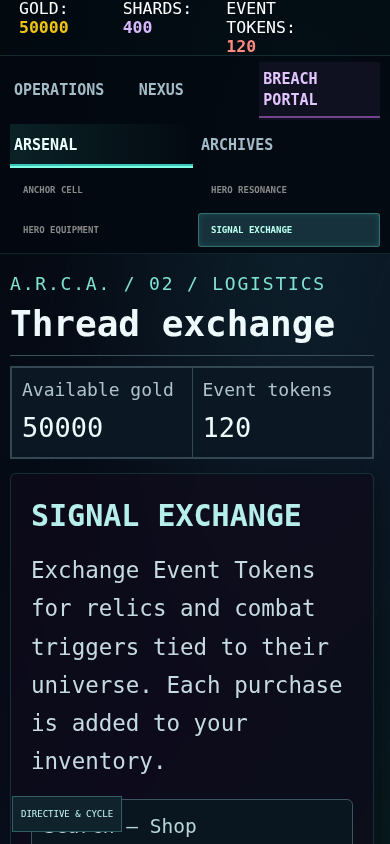 GOLD: SHARDS: EVENT
50000 400 TOKENS:
120
OPERATIONS NEXUS BREACH
PORTAL
ARSENAL ARCHIVES
ANCHOR CELL HERO RESONANCE
HERO EQUIPMENT SIGNAL EXCHANGE
A.R.C.A. / 02 / LOGISTICS
Thread exchange
Available gold Event tokens
50000 120
SIGNAL EXCHANGE
Exchange Event Tokens
for relics and combat
triggers tied to their
universe. Each purchase
is added to your
inventory.
DIRECTIVE & CYCLE
— Shop